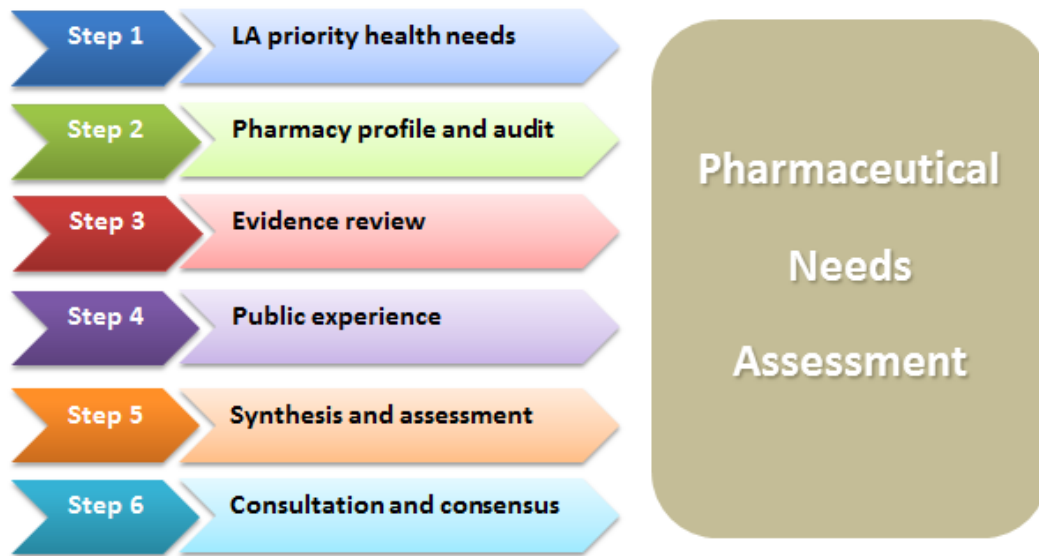 Step 1
LA priority health needs
Step 2
Pharmacy profile and audit
Step 3
Evidence review
Step 4
Public experience
Step 5
Synthesis and assessment
Step 6
Consultation and consensus
Pharmaceutical
Needs
Assessment